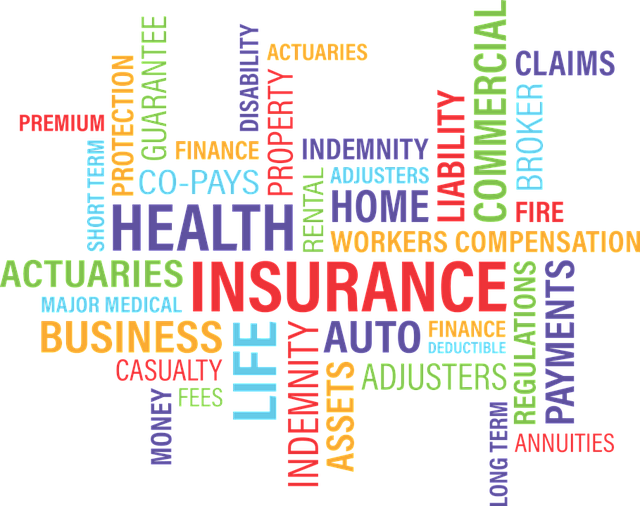 COMMERCIAL
GUARANTEE
DISABILITY
ACTUARIES
CLAIMS
PROTECTION
PROPERTY
BROKER
LIABILITY
PREMIUM
SHORT TERM
FINANCE
INDEMNITY
CO-PAYS
RENTAL
ADJUSTERS
HOME
FIRE
HEALTH
WORKERS COMPENSATION
ACTUARIES
INSURANCE
REGULATIONS
PAYMENTS
MAJOR MEDICAL
BUSINESS
LIFE
INDEMNITY
AUTO
FINANCE
DEDUCTIBLE
CASUALTY
ASSETS
ADJUSTERS
MONEY
FEES
LONG TERM
ANNUITIES